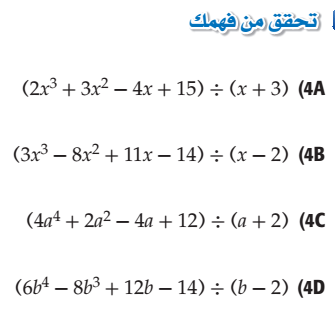 تحقق من فهمك
(2x³ + 3x² – 4x + 15) ÷ (x + 3) (4A
(3x³ – 8x² + 11x – 14) ÷ (x – 2) (4B
(4a⁴ + 2a² – 4a + 12) ÷ (a + 2) (4C
(6b⁴ – 8b³ + 12b – 14) ÷ (b – 2) (4D